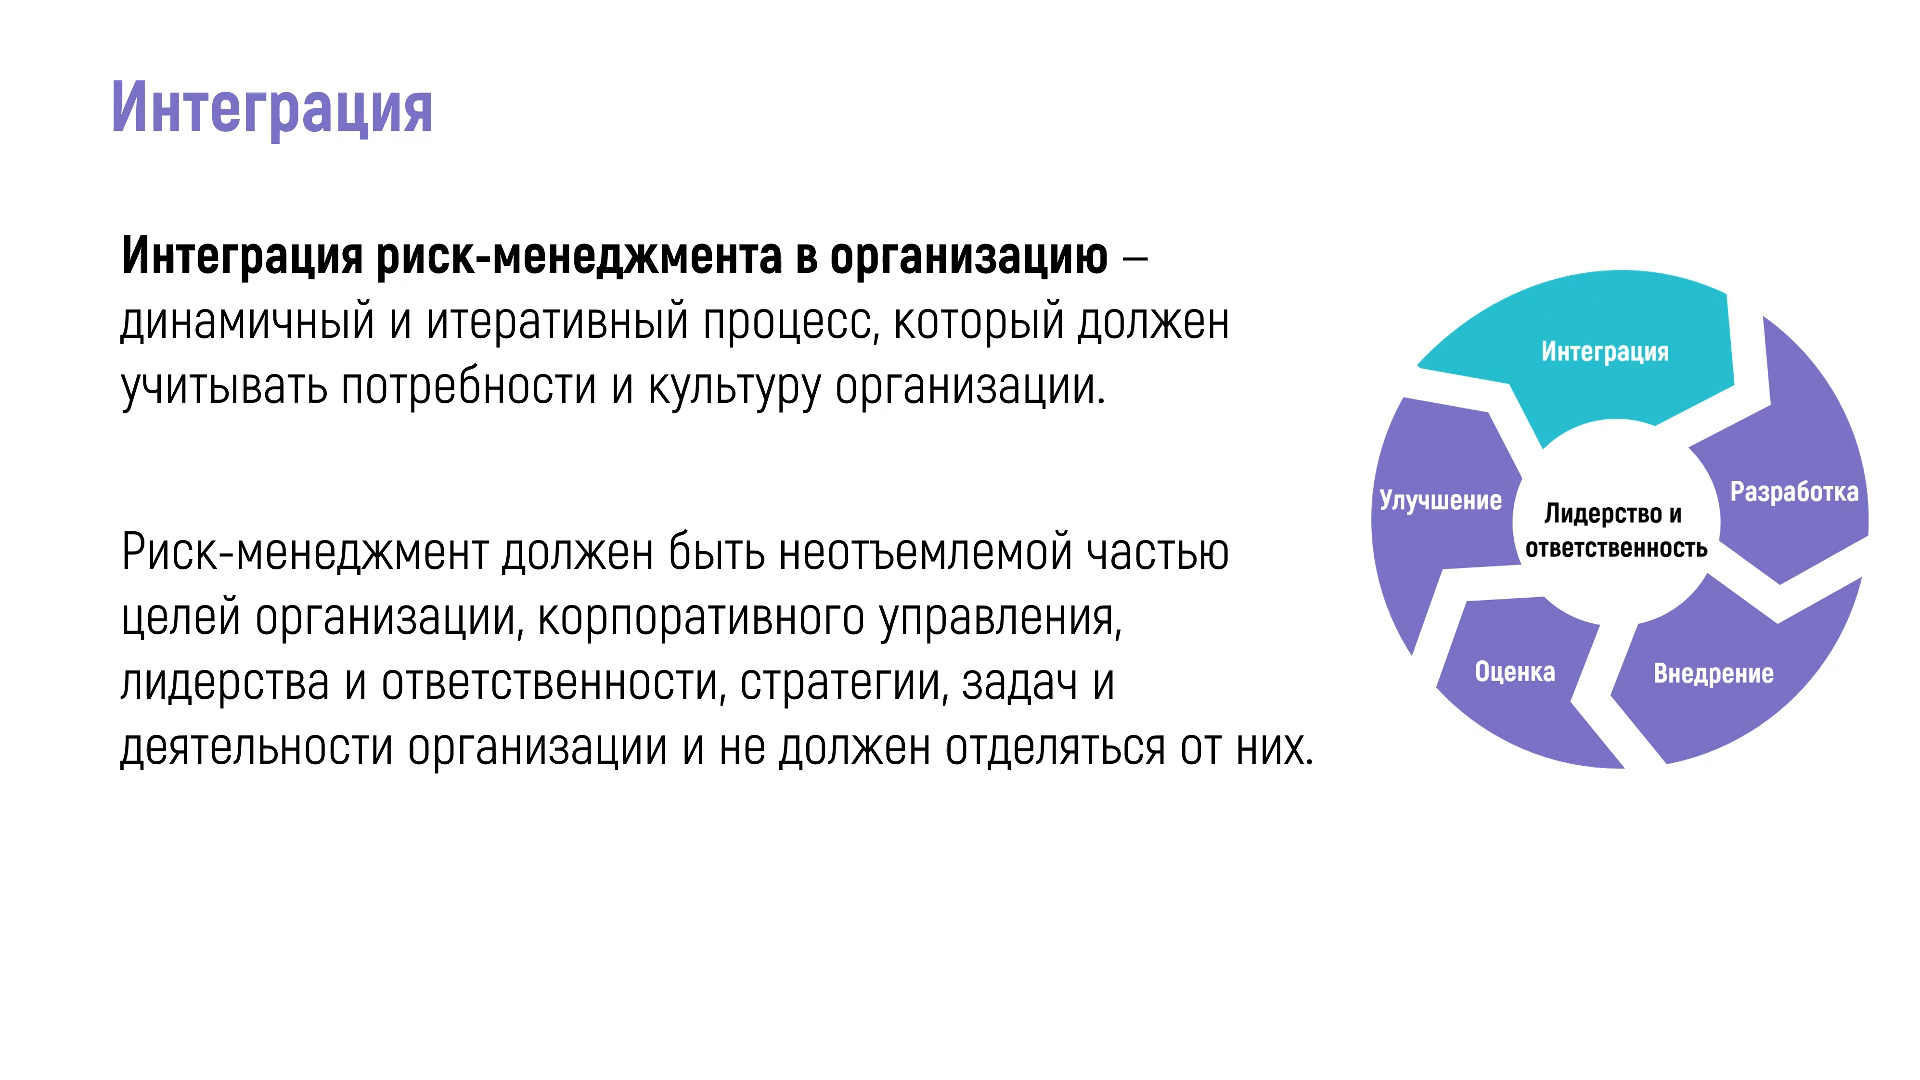 Интеграция
Интеграция риск-менеджмента в организацию –
динамичный и итеративный процесс, который должен
учитывать потребности и культуру организации.
Риск-менеджмент должен быть неотъемлемой частью
целей организации, корпоративного управления,
лидерства и ответственности, стратегии, задач и
деятельности организации и не должен отделяться от них.
Интеграция
Разработка
Внедрение
Оценка
Улучшение
Лидерство и
ответственность